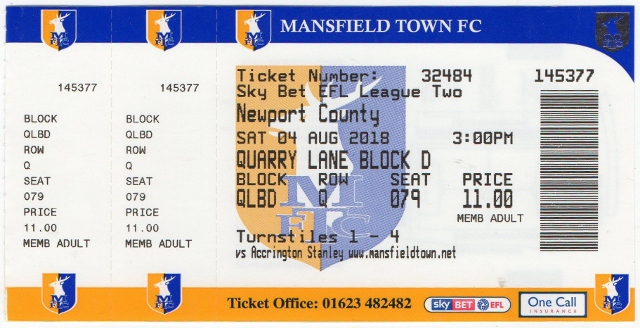 MANSFIELD TOWN FC
145377
BLOCK
QLBD
ROW
Q
SEAT
079
PRICE
11.00
MEMB ADULT
145377
BLOCK
QLBD
ROW
Q
SEAT
079
PRICE
11.00
MEMB ADULT
Ticket Number: 32484 145377
Sky Bet EFL League Two
Newport County
SAT 04 AUG 2018 3:00PM
QUARRY LANE BLOCK D
BLOCK ROW SEAT PRICE
QLBD Q 079 11.00
MEMB ADULT
Turnstiles 1 - 4
vs Accrington Stanley www.mansfieldtown.net
M
FC
Ticket Office: 01623 482482
sky BET EFL
One Call
INSURANCE